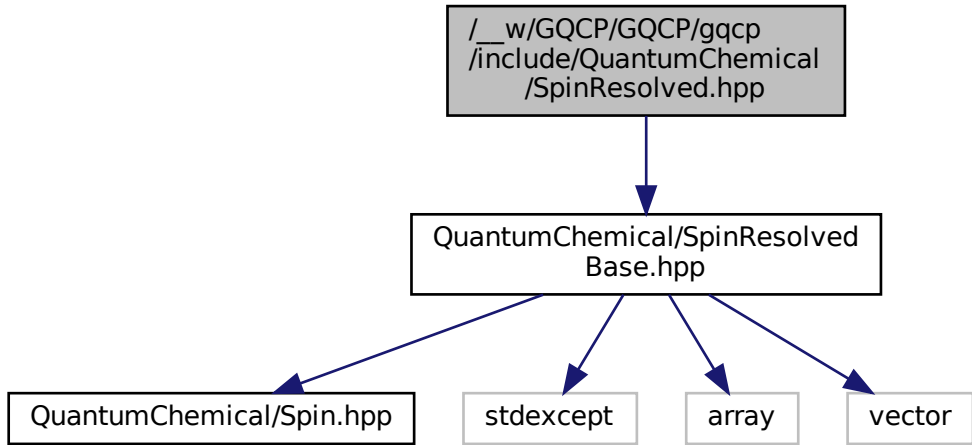 /__w/GQCP/GQCP/gqcp
/include/QuantumChemical
/SpinResolved.hpp
QuantumChemical/SpinResolved
Base.hpp
QuantumChemical/Spin.hpp
stdexcept
array
vector